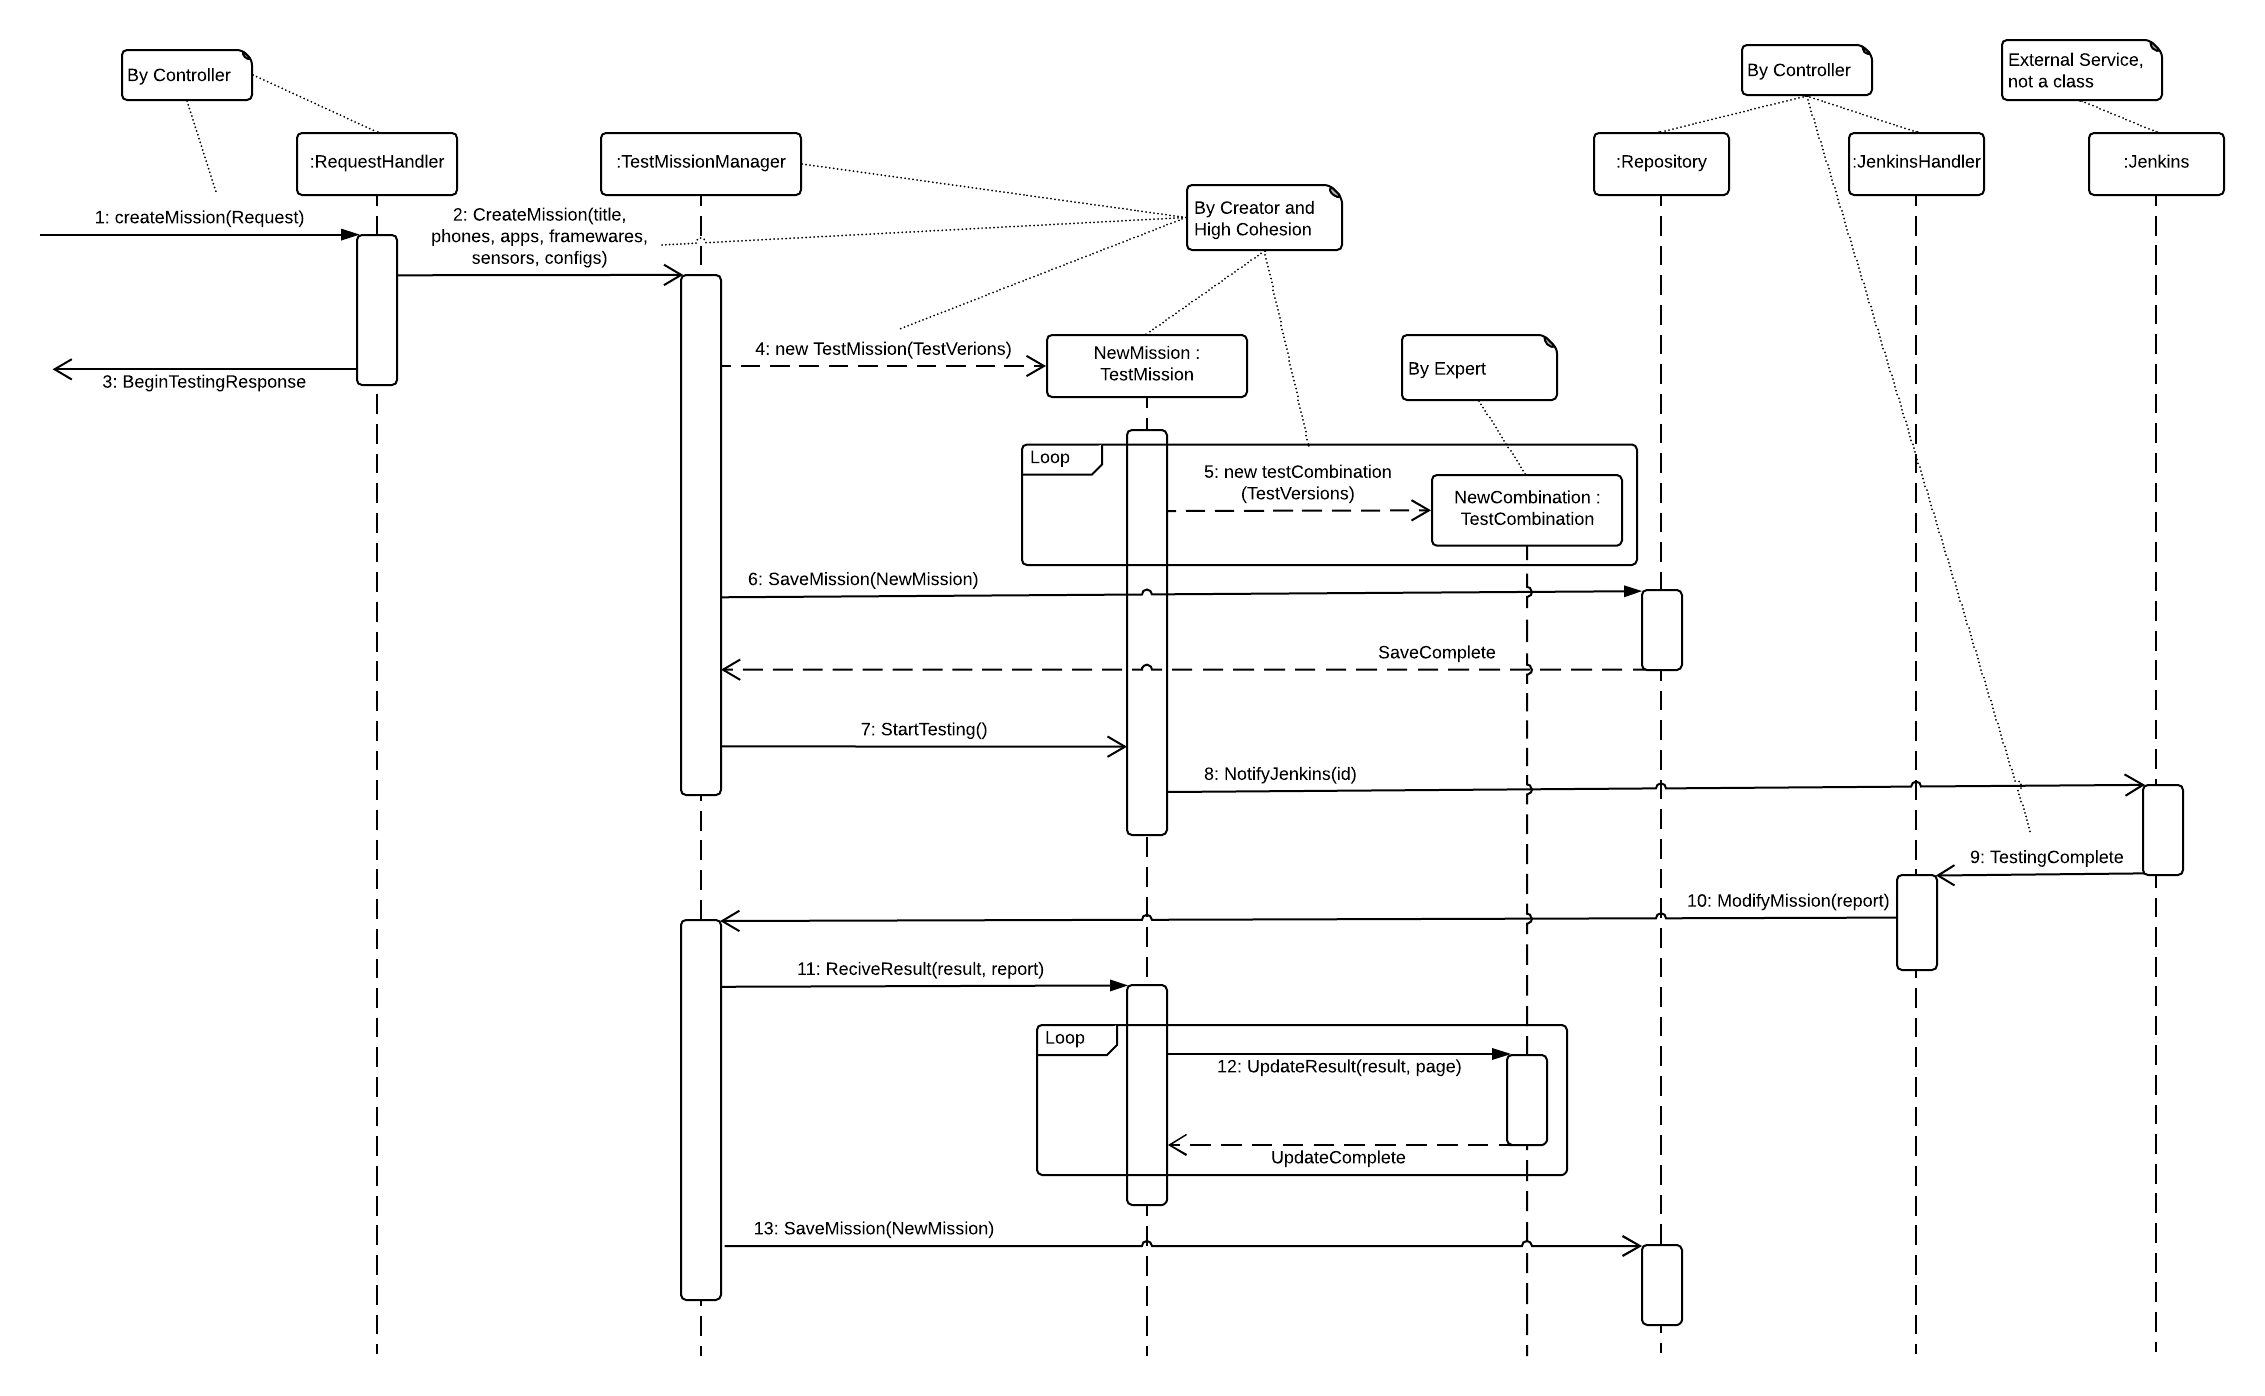 By Controller
By Controller
External Service,
not a class
:RequestHandler
:TestMissionManager
:Repository
:JenkinsHandler
:Jenkins
By Creator and
High Cohesion
1: createMission(Request)
2: CreateMission(title,
phones, apps, framewares,
sensors, configs)
3: BeginTestingResponse
4: new TestMission(TestVerions)
NewMission :
TestMission
By Expert
Loop
5: new testCombination
(TestVersions)
NewCombination :
TestCombination
6: SaveMission(NewMission)
SaveComplete
7: StartTesting()
8: NotifyJenkins(id)
9: TestingComplete
10: ModifyMission(report)
11: ReciveResult(result, report)
Loop
12: UpdateResult(result, page)
UpdateComplete
13: SaveMission(NewMission)